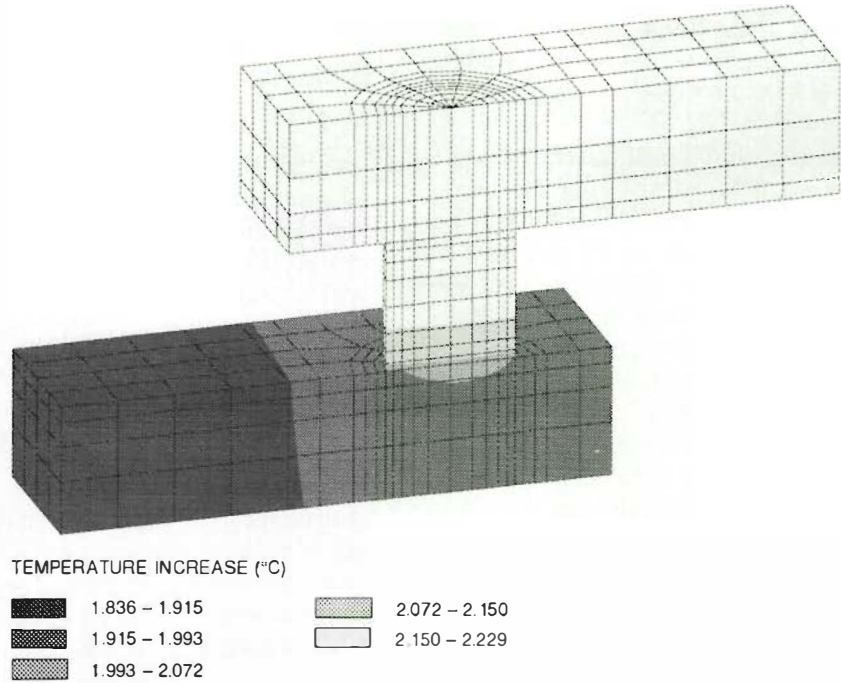 TEMPERATURE INCREASE (°C)
1.836 – 1.915
1.915 – 1.993
1.993 – 2.072
2.072 – 2.150
2.150 – 2.229